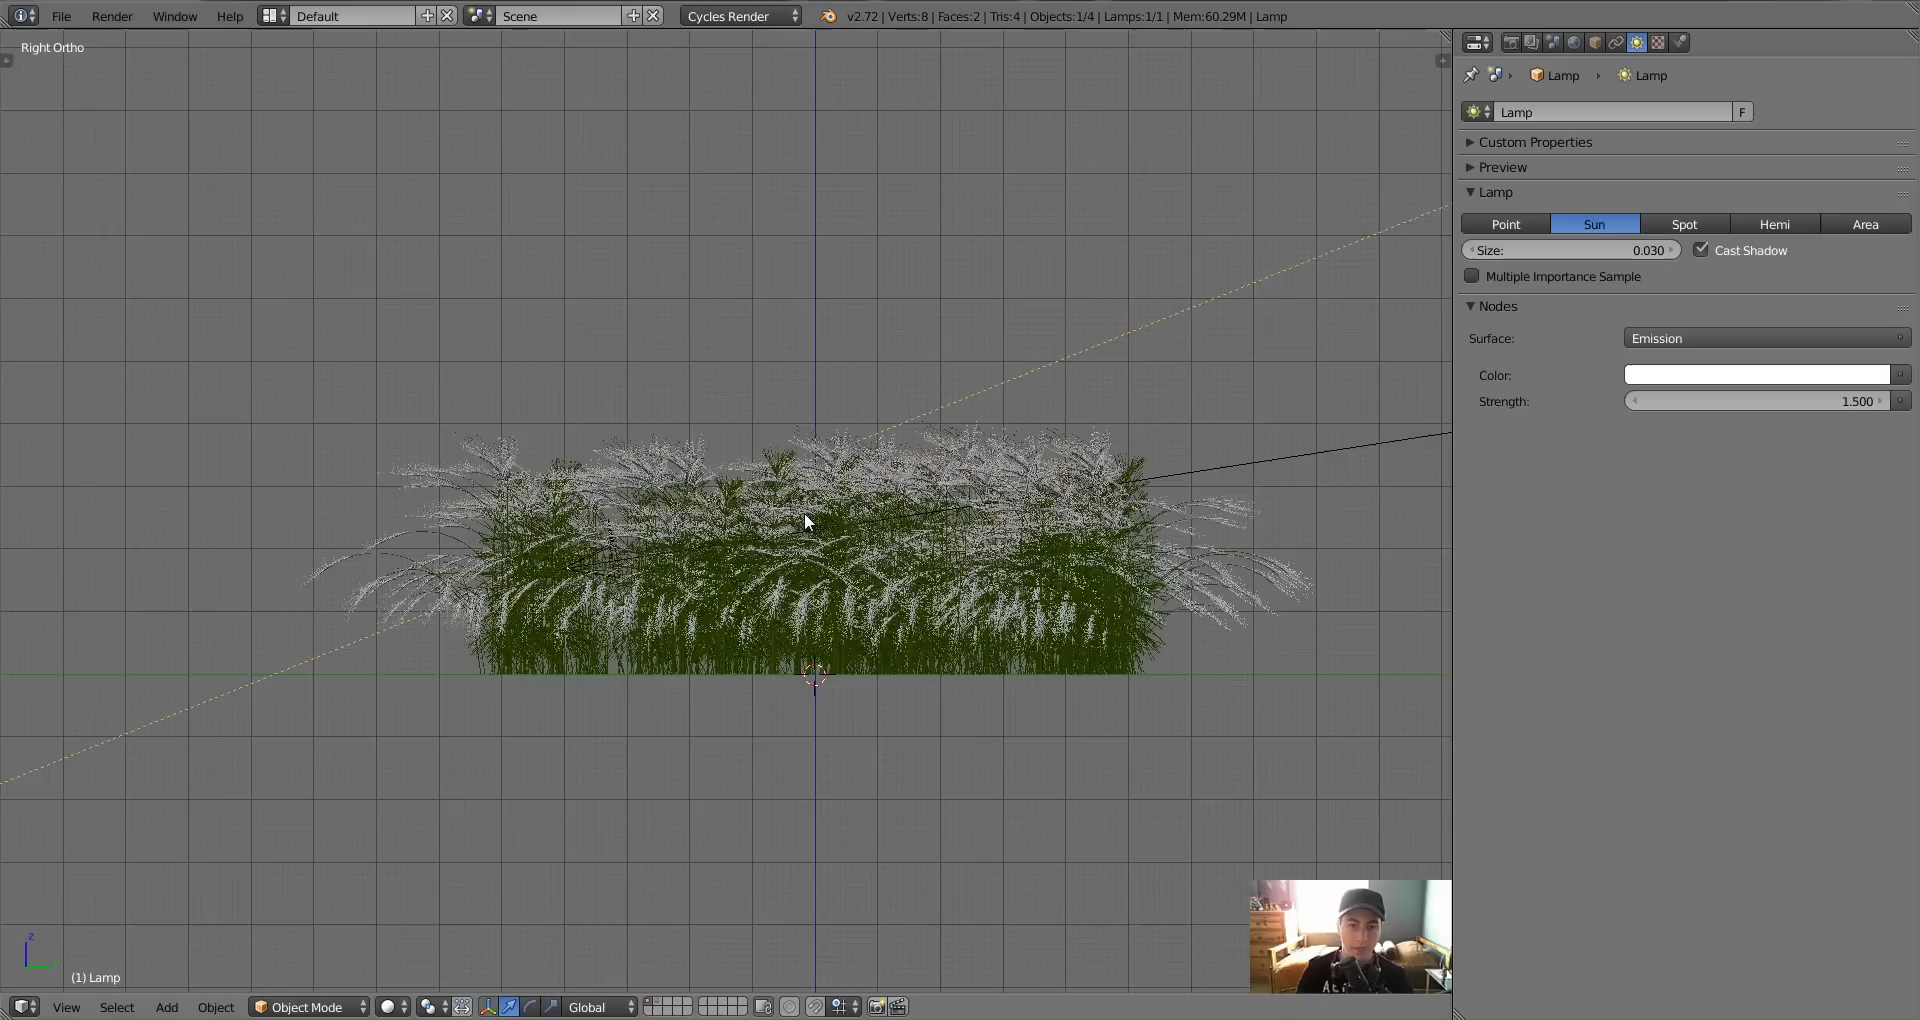 File Render Window Help Default Scene Cycles Render v2.72 | Verts:8 | Faces:2 | Tris:4 | Objects:1/4 | Lamps:1/1 | Mem:60.29M | Lamp
Right Ortho
Lamp Lamp
Lamp F
Custom Properties
Preview
Lamp
Point Sun Spot Hemi Area
Size: 0.030 Cast Shadow
Multiple Importance Sample
Nodes
Surface: Emission
Color:
Strength: 1.500
z
(1) Lamp
View Select Add Object Object Mode Global